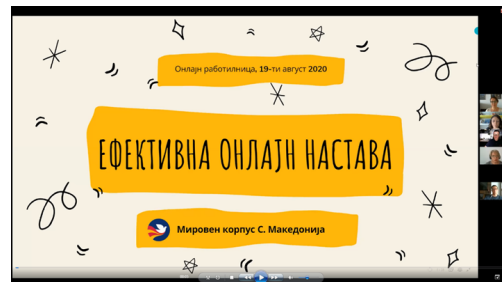 Онлајн работилница, 19-ти август 2020
ЕФЕКТИВНА ОНЛАЈН НАСТАВА
Мировен корпус С. Македонија